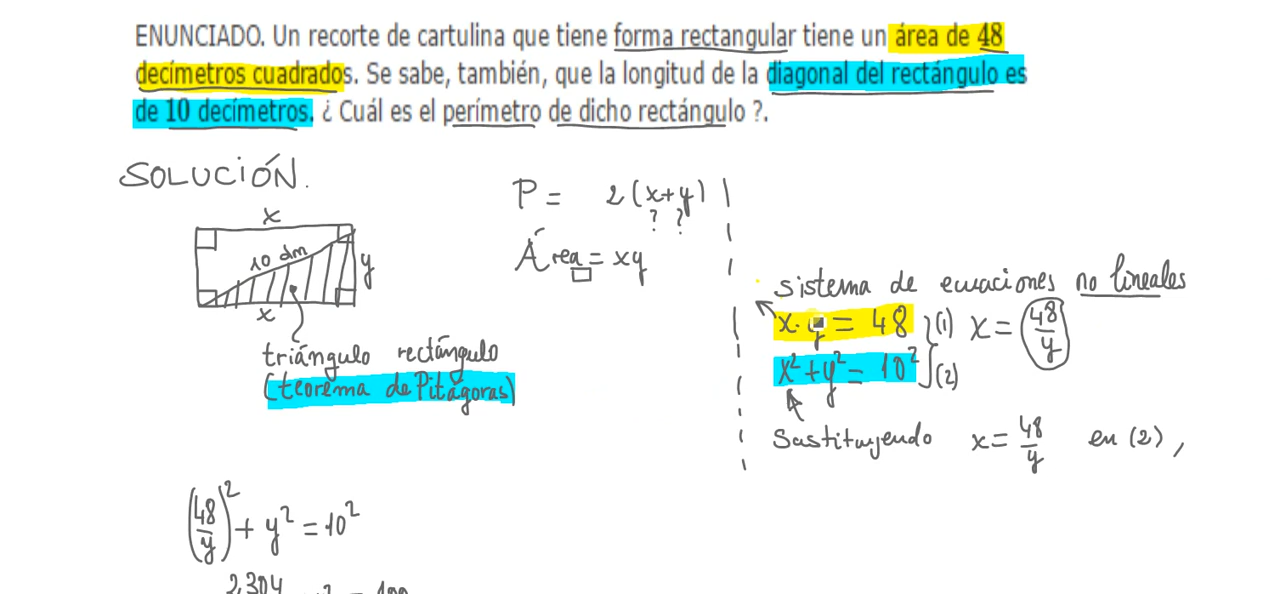 ENUNCIADO. Un recorte de cartulina que tiene forma rectangular tiene un área de 48
decímetros cuadrados. Se sabe, también, que la longitud de la diagonal del rectángulo es
de 10 decímetros. ¿ Cuál es el perímetro de dicho rectángulo ?.
SOLUCIÓN.
x
10 dm
y
x
triángulo rectángulo
(teorema de Pitágoras)
P = 2(x+y)
? ?
Área = xy
sistema de ecuaciones no lineales
x·y = 48 (1) x = 48/y
x² + y² = 10² (2)
Sustituyendo x = 48/y en (2),
(48/y)² + y² = 10²
2,304